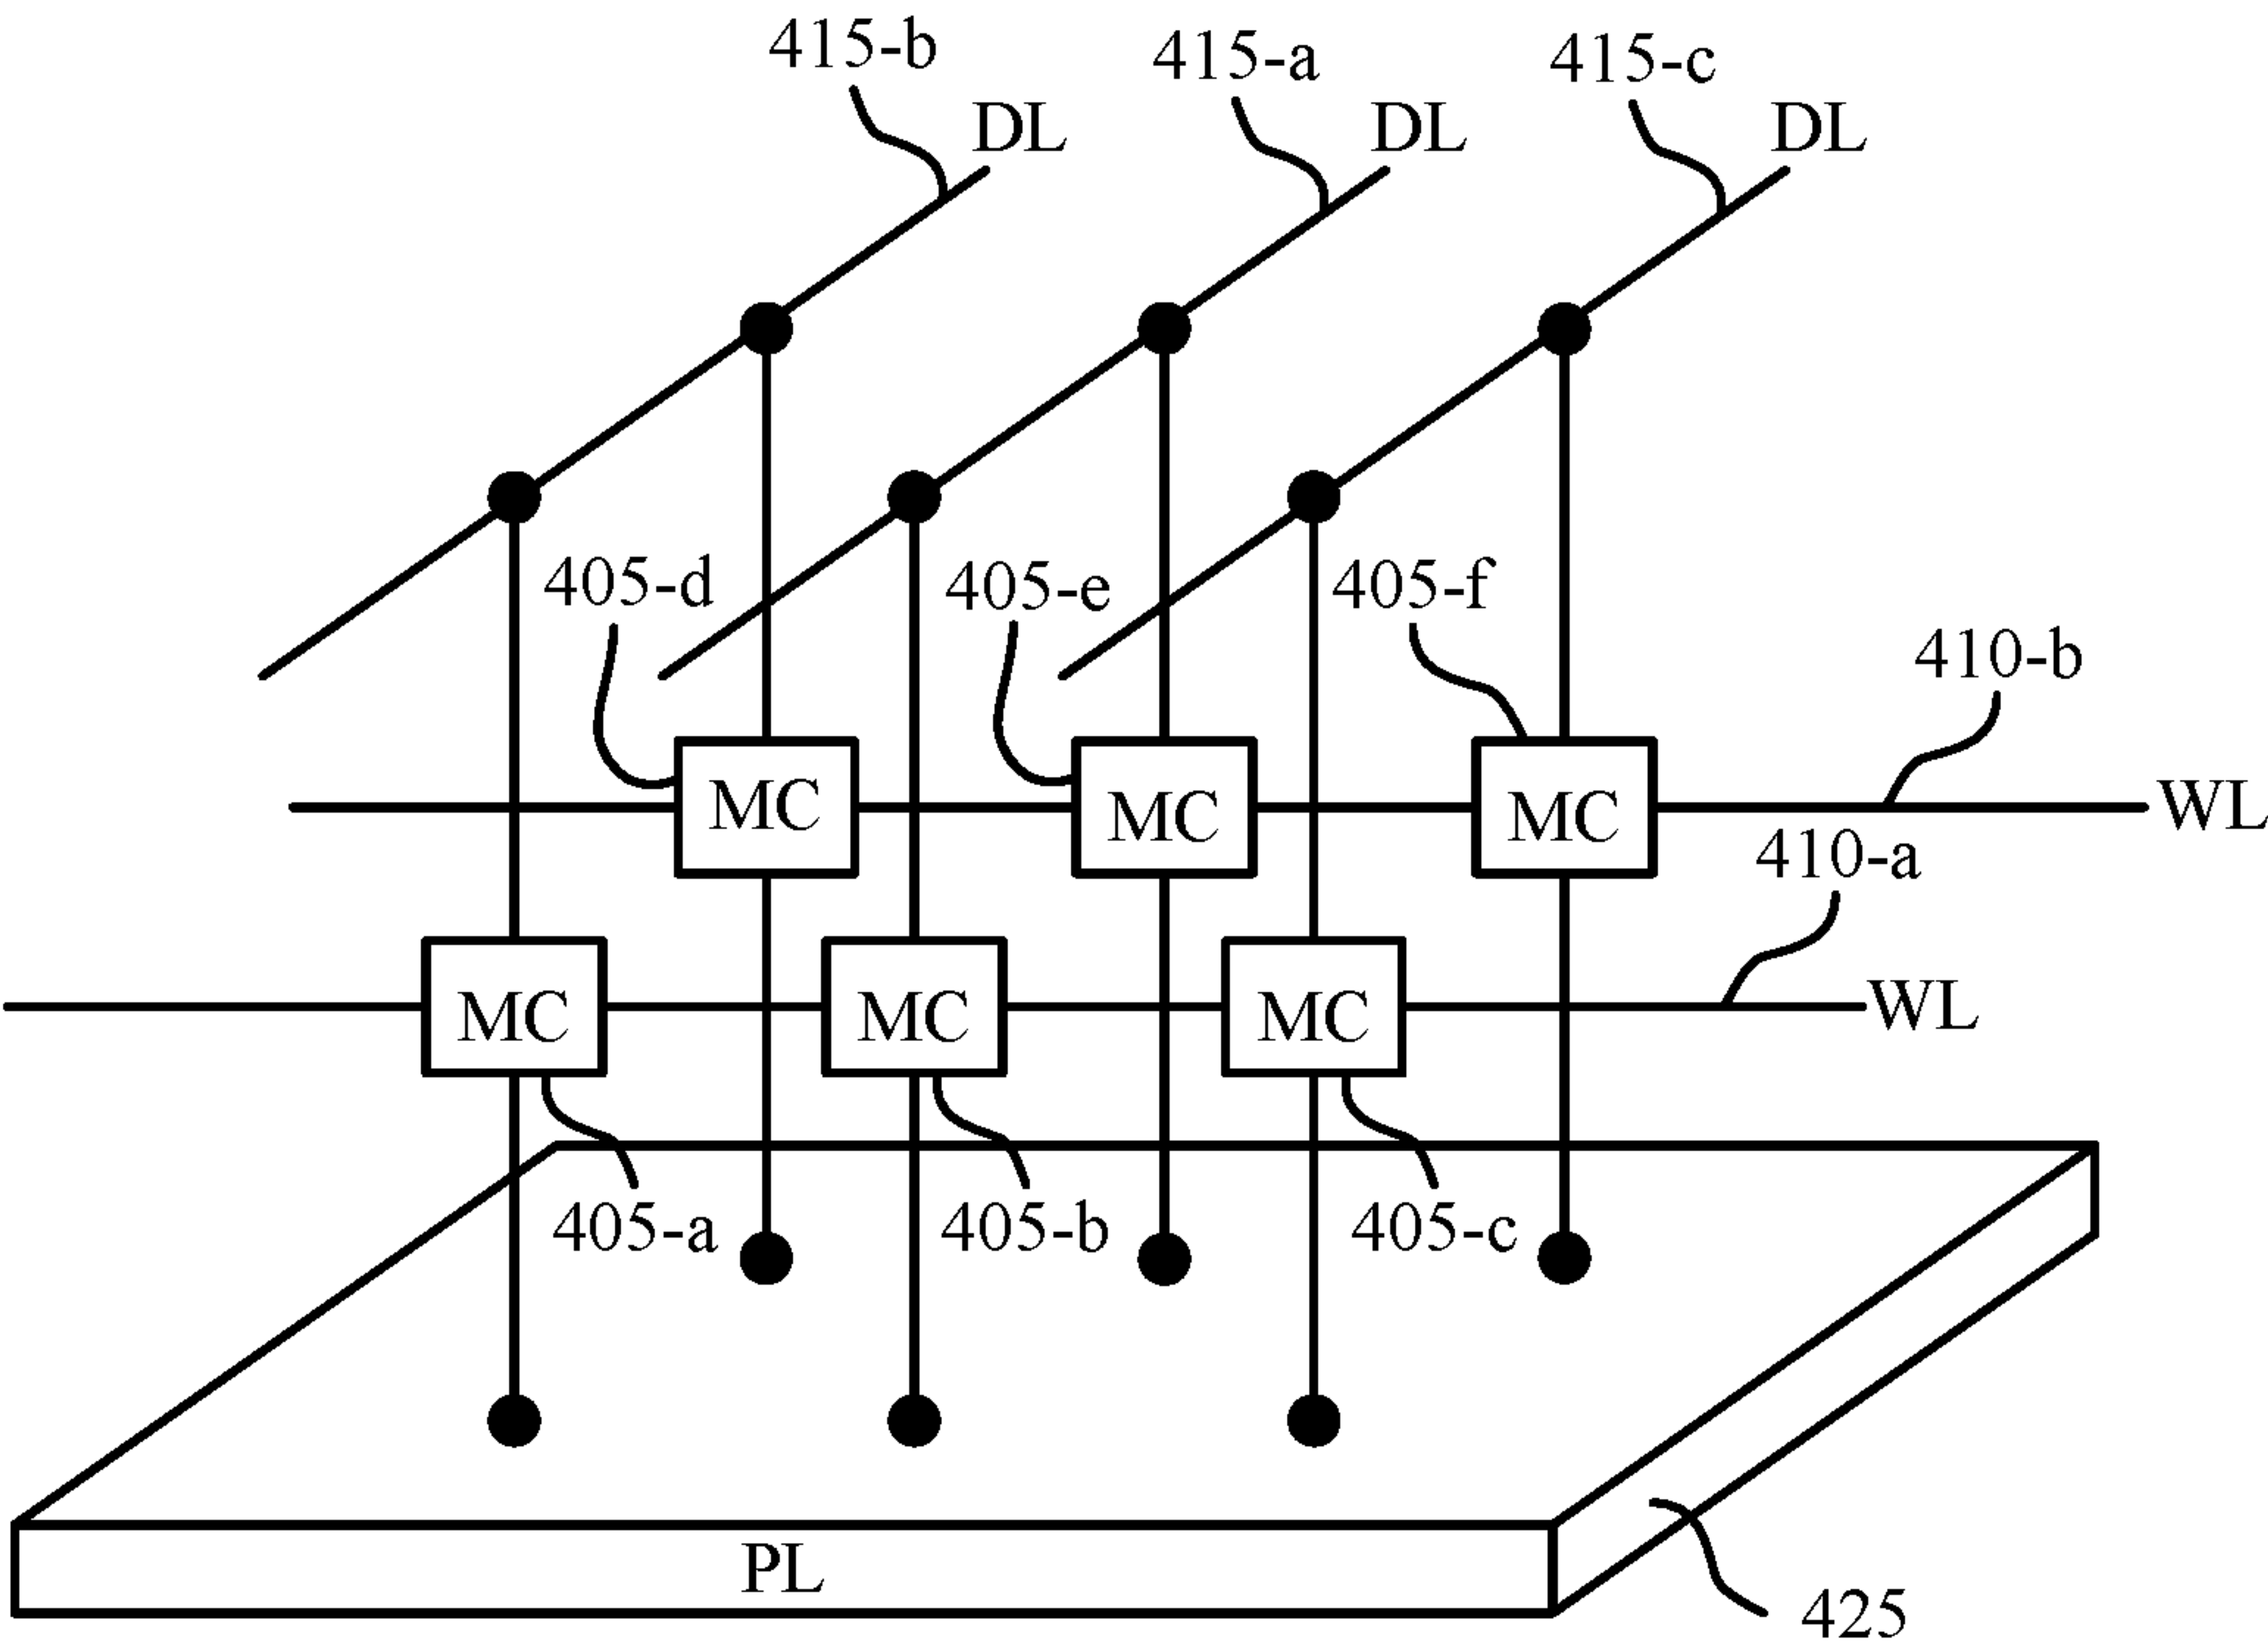 415-b 415-a 415-c
DL DL DL
405-d 405-e 405-f
410-b
MC MC MC WL
410-a
MC MC MC WL
405-a 405-b 405-c
PL
425